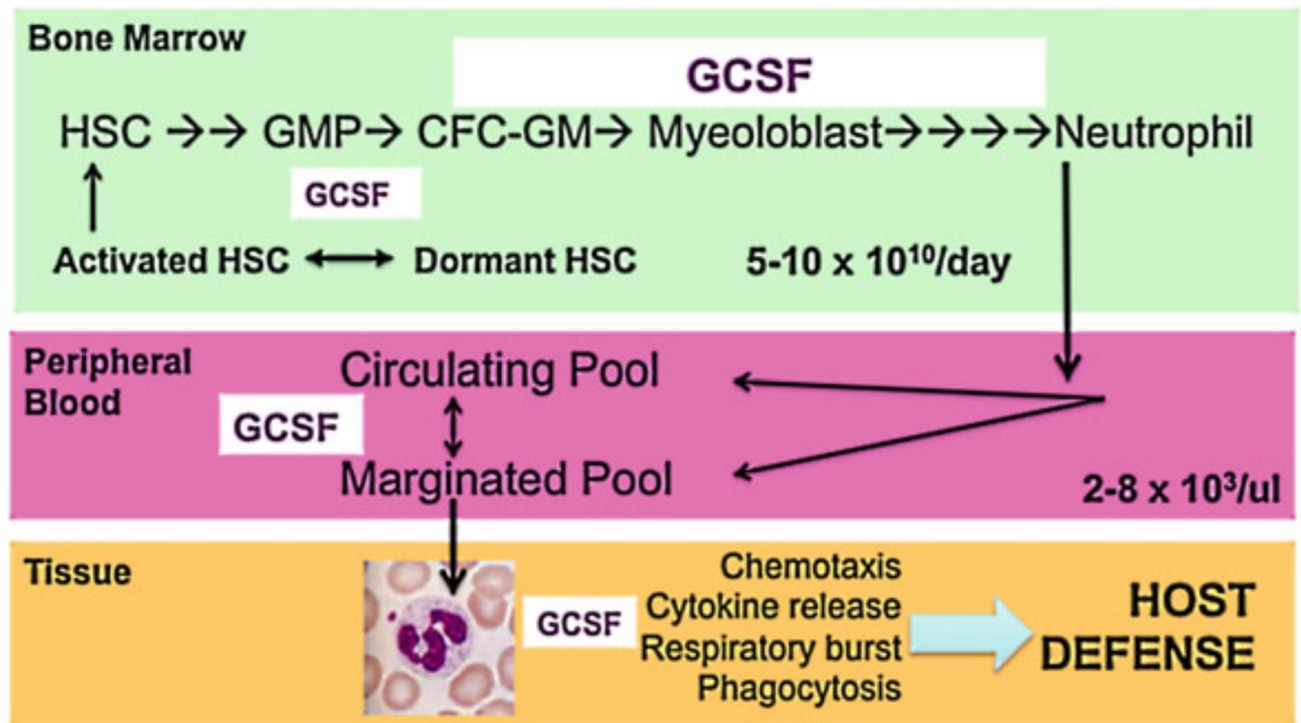 Bone Marrow
GCSF
HSC →→ GMP→ CFC-GM→ Myeoloblast→→→→Neutrophil
GCSF
Activated HSC ↔ Dormant HSC
5-10 x 10¹⁰/day
Peripheral
Blood
Circulating Pool
GCSF
Marginated Pool
2-8 x 10³/ul
Tissue
GCSF
Chemotaxis
Cytokine release
Respiratory burst
Phagocytosis
HOST
DEFENSE